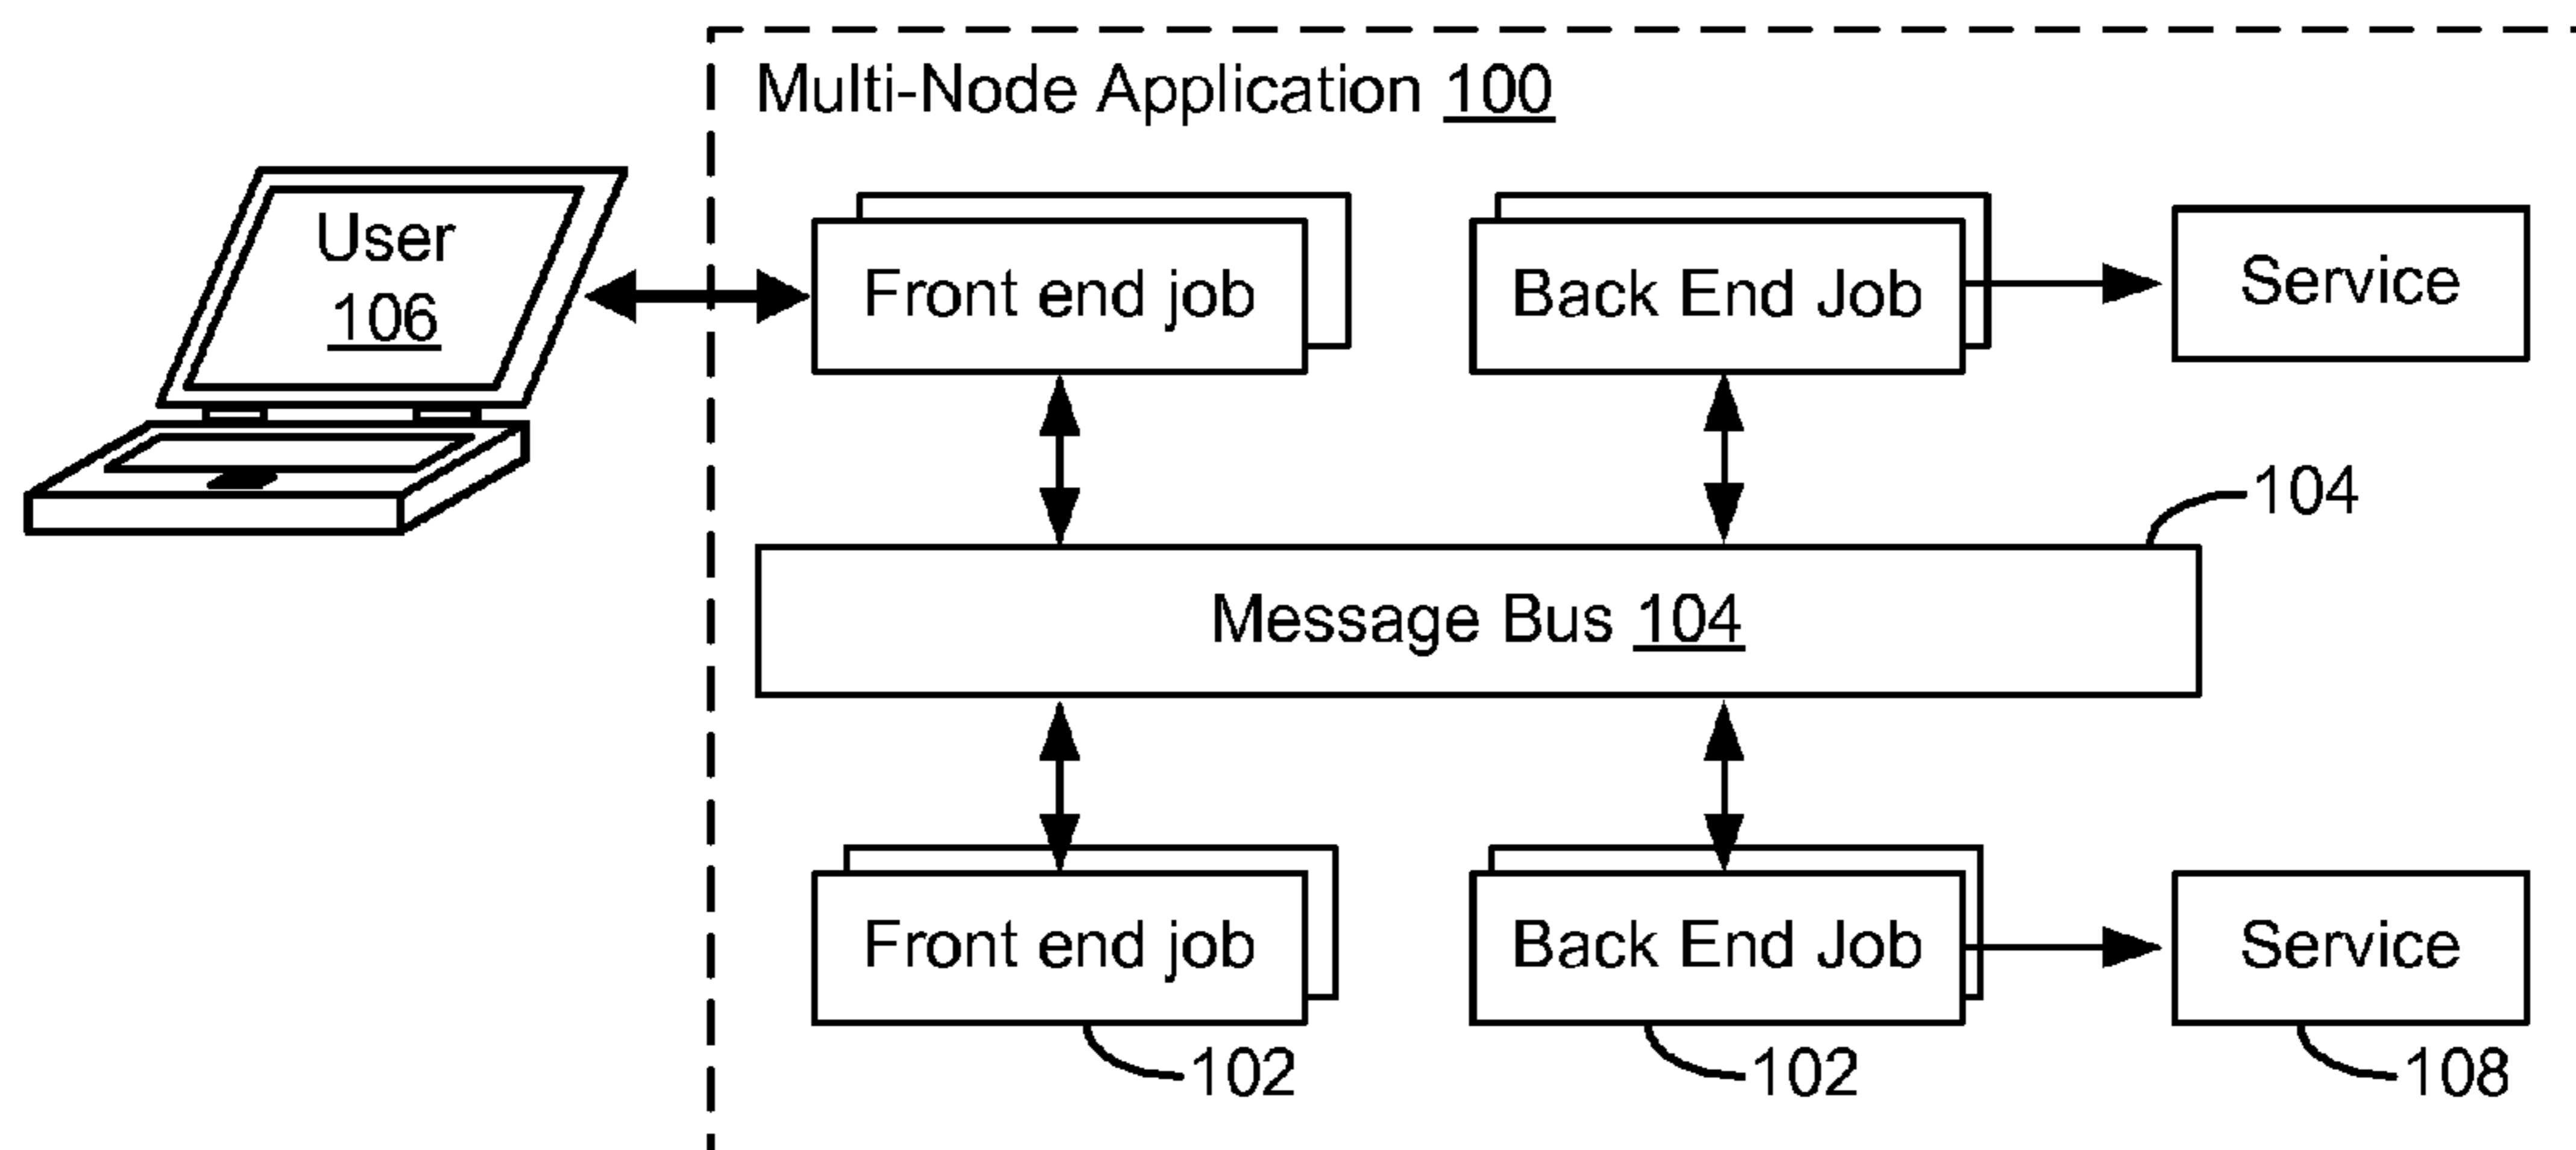 Multi-Node Application 100
User
106
Front end job
Back End Job
Service
104
Message Bus 104
Front end job
Back End Job
Service
102
102
108